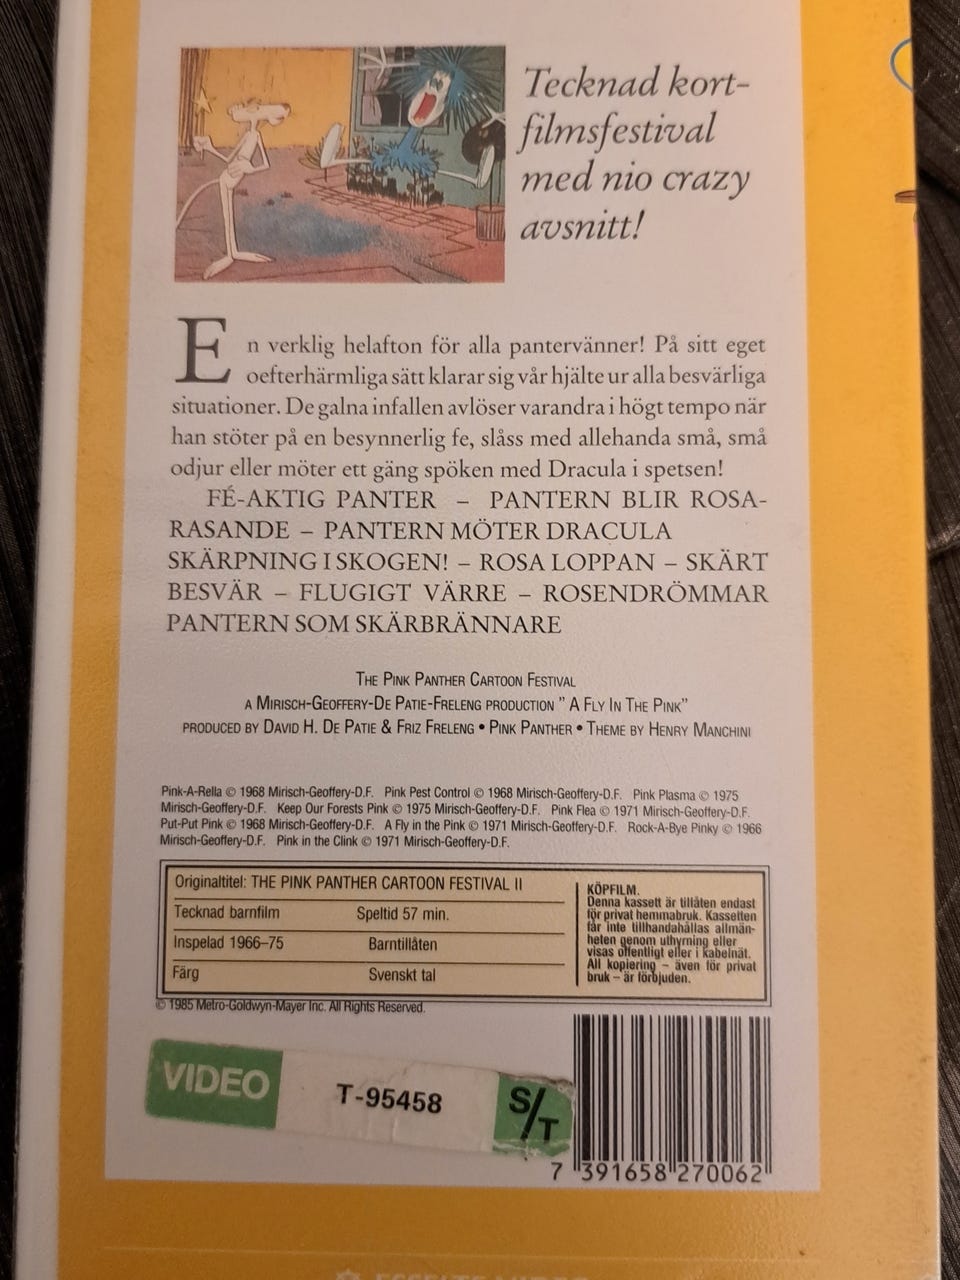 Tecknad kort-
filmsfestival
med nio crazy
avsnitt!
En verklig helafton för alla pantervänner! På sitt eget
oefterhärmliga sätt klarar sig vår hjälte ur alla besvärliga
situationer. De galna infallen avlöser varandra i högt tempo när
han stöter på en besynnerlig fe, slåss med allehanda små, små
odjur eller möter ett gäng spöken med Dracula i spetsen!
FÉ-AKTIG PANTER – PANTERN BLIR ROSA-
RASANDE – PANTERN MÖTER DRACULA
SKÄRPNING I SKOGEN! – ROSA LOPPAN – SKÄRT
BESVÄR – FLUGIGT VÄRRE – ROSENDRÖMMAR
PANTERN SOM SKÄRBRÄNNARE
THE PINK PANTHER CARTOON FESTIVAL
A MIRISCH-GEOFFERY-DE PATIE-FRELENG PRODUCTION " A FLY IN THE PINK"
PRODUCED BY DAVID H. DE PATIE & FRIZ FRELENG • PINK PANTHER • THEME BY HENRY MANCHINI
Pink-A-Rella © 1968 Mirisch-Geoffery-D.F. Pink Pest Control © 1968 Mirisch-Geoffery-D.F. Pink Plasma © 1975
Mirisch-Geoffery-D.F. Keep Our Forests Pink © 1975 Mirisch-Geoffery-D.F. Pink Flea © 1971 Mirisch-Geoffery-D.F.
Put-Put Pink © 1968 Mirisch-Geoffery-D.F. A Fly in the Pink © 1971 Mirisch-Geoffery-D.F. Rock-A-Bye Pinky © 1966
Mirisch-Geoffery-D.F. Pink in the Clink © 1971 Mirisch-Geoffery-D.F.
Originaltitel: THE PINK PANTHER CARTOON FESTIVAL II
Tecknad barnfilm Speltid 57 min.
Inspelad 1966–75 Barntillåten
Färg Svenskt tal
KÖPFILM.
Denna kassett är tillåten endast
för privat hemmabruk. Kassetten
får inte tillhandahållas allmän-
heten genom uthyrning eller
visas offentligt eller i kabelnät.
All kopiering – även för privat
bruk – är förbjuden.
© 1985 Metro-Goldwyn-Mayer Inc. All Rights Reserved.
VIDEO T-95458 S/T
7 391658 270062